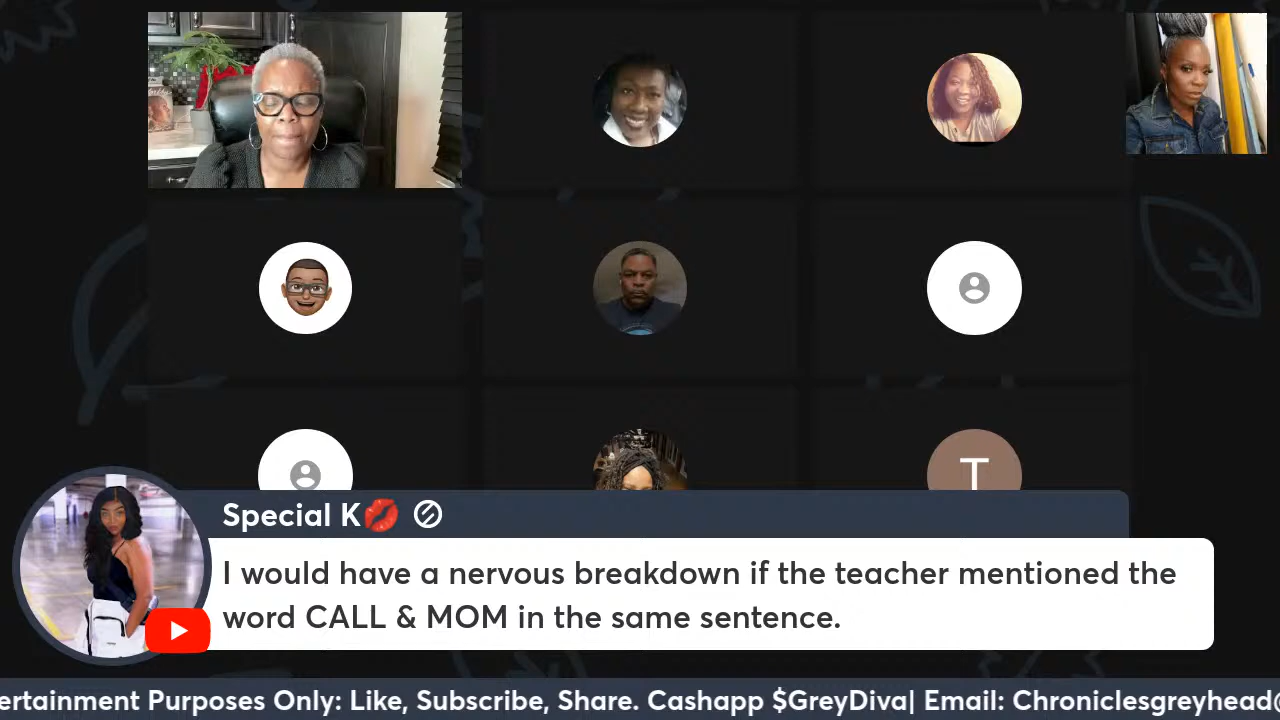 T
Special K💋
I would have a nervous breakdown if the teacher mentioned the
word CALL & MOM in the same sentence.
ertainment Purposes Only: Like, Subscribe, Share. Cashapp $GreyDiva| Email: Chroniclesgreyhead@